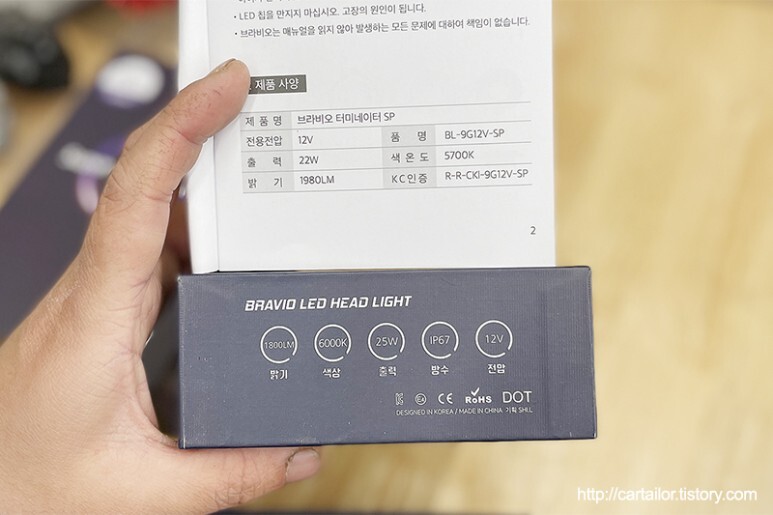 • LED 칩을 만지지 마십시오. 고장의 원인이 됩니다.
• 브라비오는 매뉴얼을 읽지 않아 발생하는 모든 문제에 대하여 책임이 없습니다.
제품 사양
제 품 명 브라비오 터미네이터 SP
전용전압 12V 품 명 BL-9G12V-SP
출 력 22W 색 온 도 5700K
밝 기 1980LM KC인증 R-R-CKI-9G12V-SP
2
BRAVIO LED HEAD LIGHT
1800LM 6000K 25W IP67 12V
밝기 색상 출력 방수 전압
CE RoHS DOT
DESIGNED IN KOREA / MADE IN CHINA 기획 SHLL
http://cartailor.tistory.com